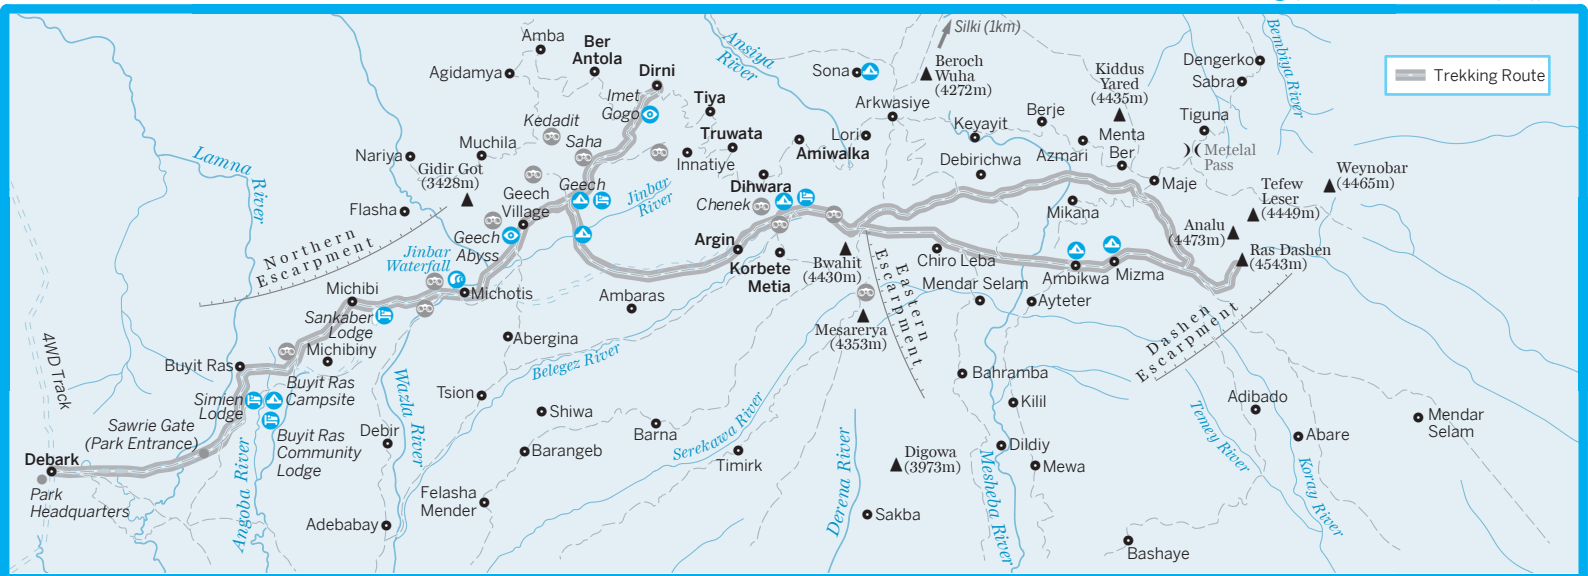 Silki (1km)
Amba
Ber
Antola
Agidamya
Dirni
Imet
Gogo
Ansiya
River
Sona
Beroch
Wuha
(4272m)
Kiddus
Yared
(4435m)
Dengerko
Sabra
Bembiya River
Trekking Route
Tiya
Arkwasiye
Kedadit
Saha
Muchila
Truwata
Lori
Keyayit
Berje
Menta
Ber
Tiguna
Metelal
Pass
Lamna
River
Nariya
Gidir Got
(3428m)
Innatiye
Amiwalka
Debirichwa
Azmari
Weynobar
(4465m)
Geech
Village
Geech
Jinbar
River
Dihwara
Chenek
Maje
Tefew
Leser
(4449m)
Flasha
Mikana
Analu
(4473m)
Northern
Escarpment
Geech
Abyss
Argin
Ras Dashen
(4543m)
Jinbar
Waterfall
Korbete
Metia
Bwahit
(4430m)
Chiro Leba
Ambikwa
Mizma
Eastern
Escarpment
Michibi
Michotis
Ambaras
Mendar Selam
Ayteter
Sankaber
Lodge
Mesarerya
(4353m)
Dashen
Escarpment
4WD Track
Michibiny
Abergina
Buyit Ras
Belegez River
Wazla River
Bahramba
Simien
Lodge
Buyit Ras
Campsite
Tsion
Kilil
Adibado
Sawrie Gate
(Park Entrance)
Shiwa
Temey River
Mendar
Selam
Buyit Ras
Community
Lodge
Debir
Barna
Serekawa River
Abare
Debark
Barangeb
Timirk
Derena River
Digowa
(3973m)
Dildiy
Mewa
Mesheba River
Koray River
Park
Headquarters
Angoba River
Felasha
Mender
Adebabay
Sakba
Bashaye